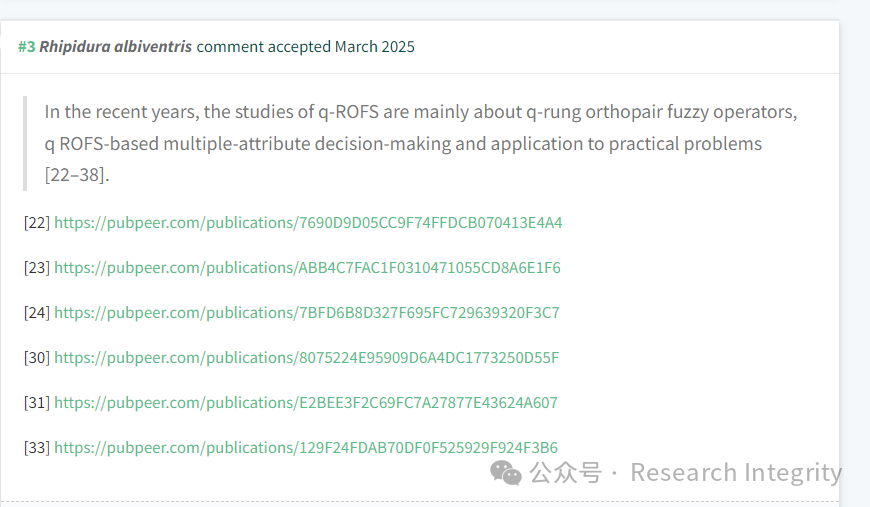 #3 Rhipidura albiventris comment accepted March 2025
In the recent years, the studies of q-ROFS are mainly about q-rung orthopair fuzzy operators,
q ROFS-based multiple-attribute decision-making and application to practical problems
[22–38].
[22] https://pubpeer.com/publications/7690D9D05CC9F74FFDCB070413E4A4
[23] https://pubpeer.com/publications/ABB4C7FAC1F0310471055CD8A6E1F6
[24] https://pubpeer.com/publications/7BFD6B8D327F695FC729639320F3C7
[30] https://pubpeer.com/publications/8075224E95909D6A4DC1773250D55F
[31] https://pubpeer.com/publications/E2BEE3F2C69FC7A27877E43624A607
[33] https://pubpeer.com/publications/129F24FDAB70DF0F525929F924F3B6
公众号 · Research Integrity